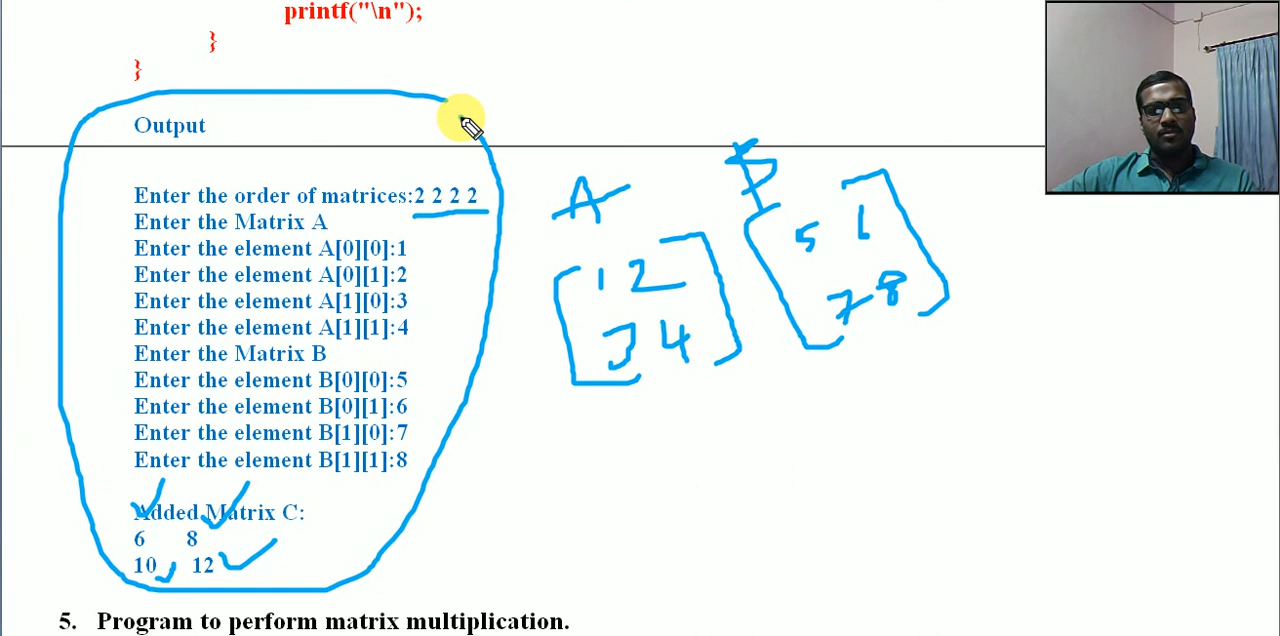 printf("\n");
}
}
Output
Enter the order of matrices:2 2 2 2
Enter the Matrix A
Enter the element A[0][0]:1
Enter the element A[0][1]:2
Enter the element A[1][0]:3
Enter the element A[1][1]:4
Enter the Matrix B
Enter the element B[0][0]:5
Enter the element B[0][1]:6
Enter the element B[1][0]:7
Enter the element B[1][1]:8
Added Matrix C:
6 8
10 12
A
1 2
3 4
B
5 6
7 8
5. Program to perform matrix multiplication.